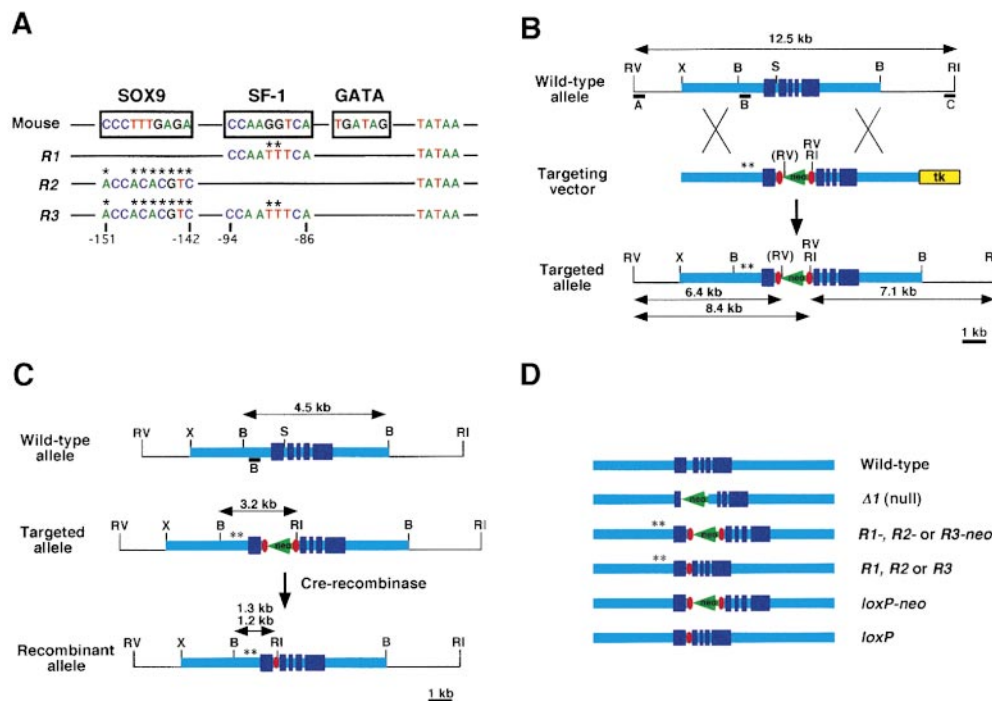 A
SOX9 SF-1 GATA
Mouse CCCTTTGAGA CCAAGGTCA TGATAG TATAA
**
R1 CCAATTTCA TATAA
* *******
R2 ACCACACGTC TATAA
* ******* **
R3 ACCACACGTC CCAATTTCA TATAA
-151 -142 -94 -86
B
12.5 kb
RV X B S B RI
Wild-type allele
A B C
RV
(RV) RI
**
Targeting vector
neo
tk
RV
RV X B ** (RV) RI B R
Targeted allele
neo
6.4 kb 7.1 kb
8.4 kb
1 kb
C
4.5 kb
RV X B S B RI
Wild-type allele
B
3.2 kb
RV X B ** RI B RI
Targeted allele
neo
Cre-recombinase
1.3 kb
1.2 kb
RV X B ** RI B RI
Recombinant allele
1 kb
D
Wild-type
neo Δ1 (null)
**
neo R1-, R2- or R3-neo
**
R1, R2 or R3
neo loxP-neo
loxP